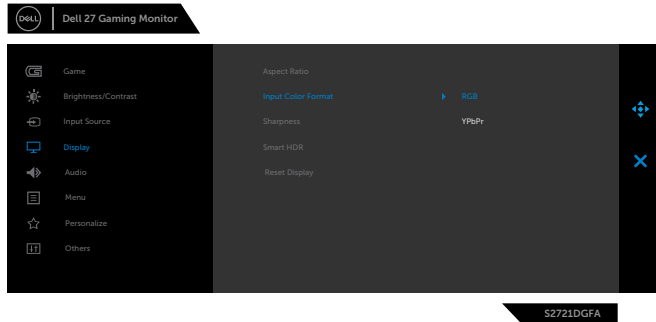 DELL
Dell 27 Gaming Monitor
Game
Aspect Ratio
Brightness/Contrast
Input Color Format
RGB
Input Source
Sharpness
YPbPr
Display
Smart HDR
Audio
Reset Display
Menu
Personalize
Others
S2721DGFA